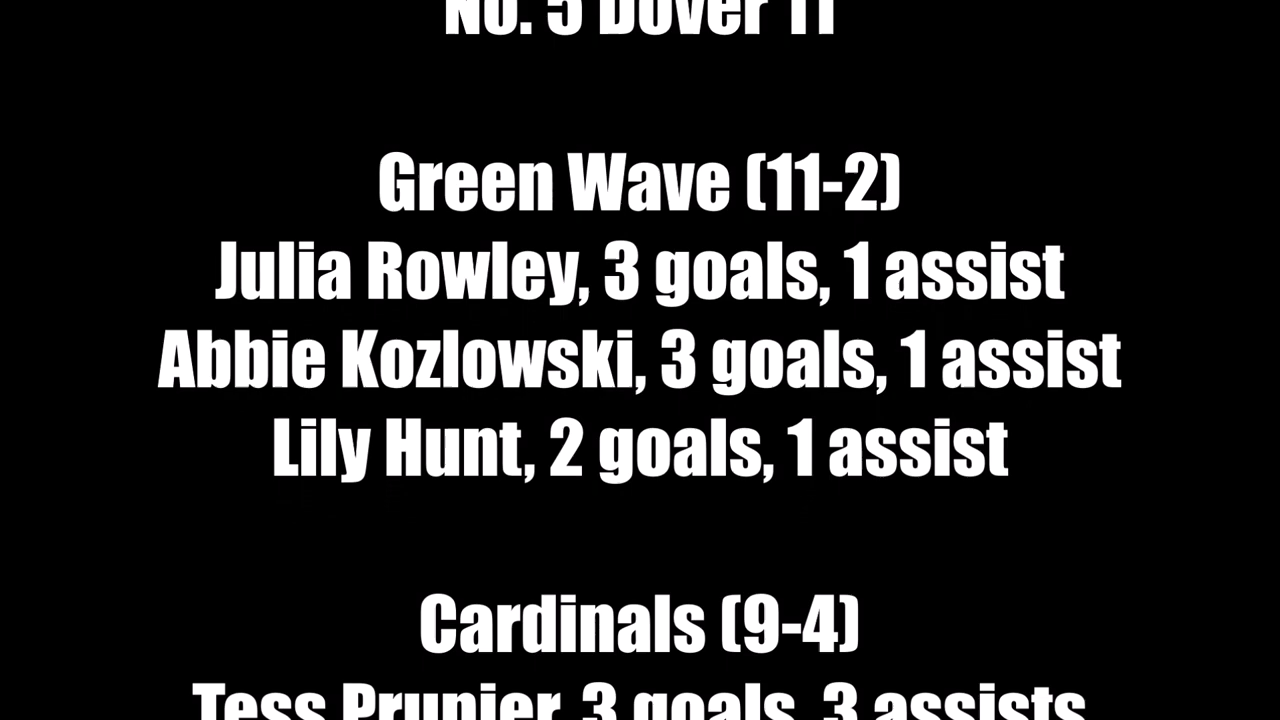 No. 5 Dover 11
Green Wave (11-2)
Julia Rowley, 3 goals, 1 assist
Abbie Kozlowski, 3 goals, 1 assist
Lily Hunt, 2 goals, 1 assist
Cardinals (9-4)
Tess Prunier, 3 goals, 3 assists